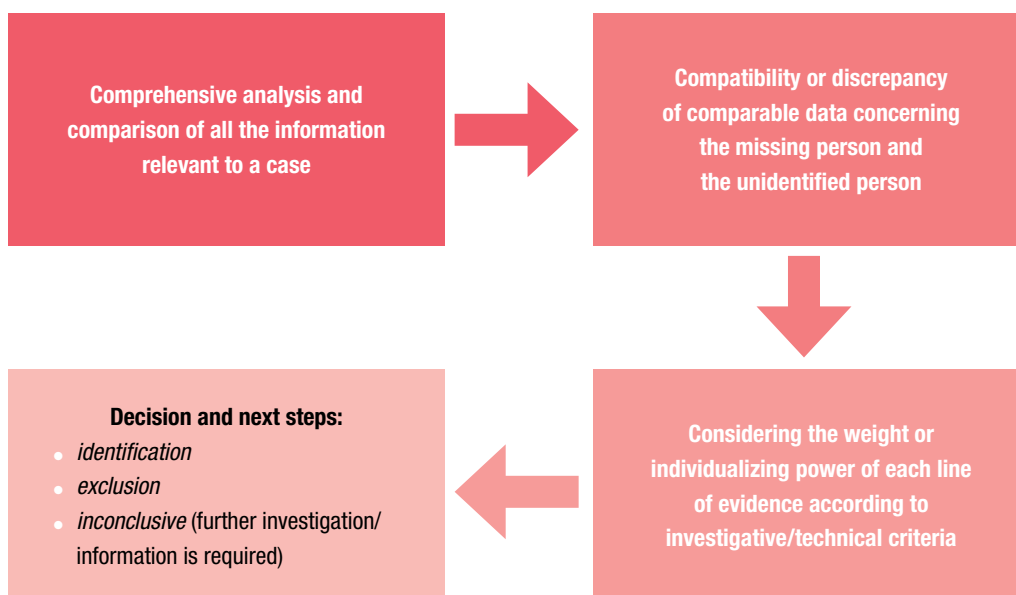 Comprehensive analysis and
comparison of all the information
relevant to a case
Compatibility or discrepancy
of comparable data concerning
the missing person and
the unidentified person
Considering the weight or
individualizing power of each line
of evidence according to
investigative/technical criteria
Decision and next steps:
• identification
• exclusion
• inconclusive (further investigation/
information is required)